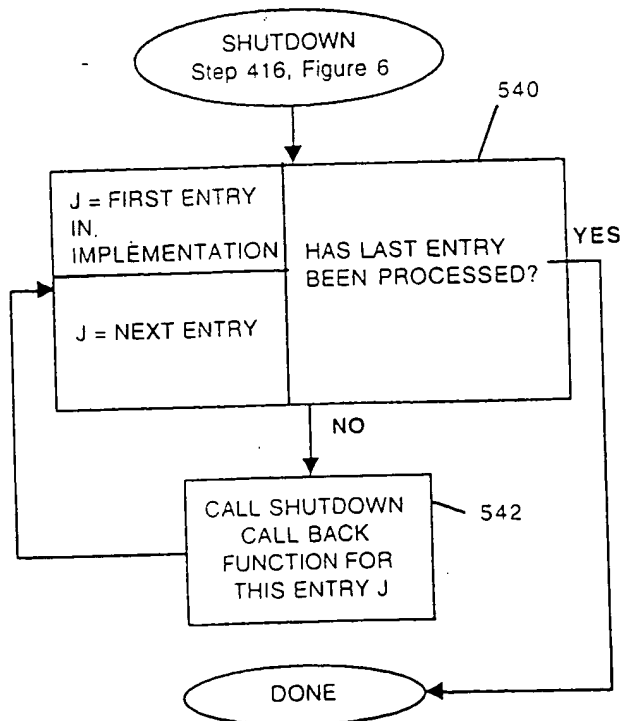 SHUTDOWN
Step 416, Figure 6
540
J = FIRST ENTRY
IN.
IMPLEMENTATION
HAS LAST ENTRY
BEEN PROCESSED?
YES
J = NEXT ENTRY
NO
CALL SHUTDOWN
CALL BACK
FUNCTION FOR
THIS ENTRY J
542
DONE